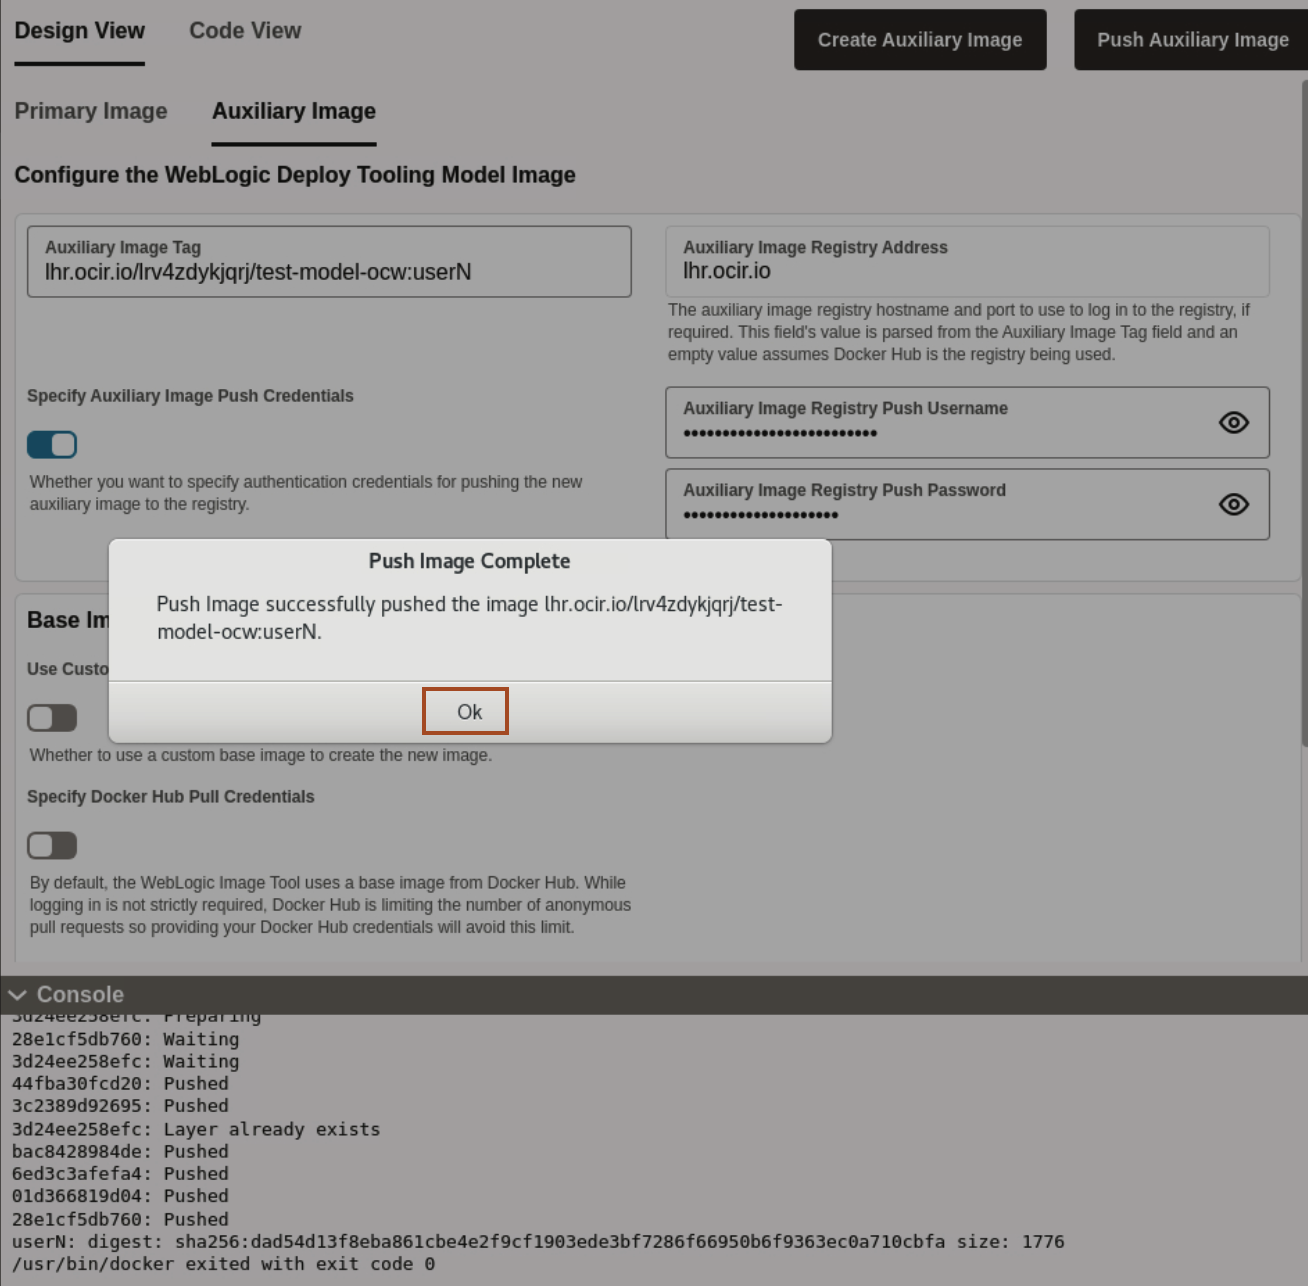 Design View
Code View
Create Auxiliary Image
Push Auxiliary Image
Primary Image
Auxiliary Image
Configure the WebLogic Deploy Tooling Model Image
Auxiliary Image Tag
lhr.ocir.io/lrv4zdykjqrj/test-model-ocw:userN
Auxiliary Image Registry Address
lhr.ocir.io
The auxiliary image registry hostname and port to use to log in to the registry, if
required. This field's value is parsed from the Auxiliary Image Tag field and an
empty value assumes Docker Hub is the registry being used.
Specify Auxiliary Image Push Credentials
Whether you want to specify authentication credentials for pushing the new
auxiliary image to the registry.
Auxiliary Image Registry Push Username
Auxiliary Image Registry Push Password
Push Image Complete
Push Image successfully pushed the image lhr.ocir.io/lrv4zdykjqrj/test-
model-ocw:userN.
Ok
Base Im
Use Custo
Whether to use a custom base image to create the new image.
Specify Docker Hub Pull Credentials
By default, the WebLogic Image Tool uses a base image from Docker Hub. While
logging in is not strictly required, Docker Hub is limiting the number of anonymous
pull requests so providing your Docker Hub credentials will avoid this limit.
Console
3d24ee258efc: Preparing
28e1cf5db760: Waiting
3d24ee258efc: Waiting
44fba30fcd20: Pushed
3c2389d92695: Pushed
3d24ee258efc: Layer already exists
bac8428984de: Pushed
6ed3c3afefa4: Pushed
01d366819d04: Pushed
28e1cf5db760: Pushed
userN: digest: sha256:dad54d13f8eba861cbe4e2f9cf1903ede3bf7286f66950b6f9363ec0a710cbfa size: 1776
/usr/bin/docker exited with exit code 0